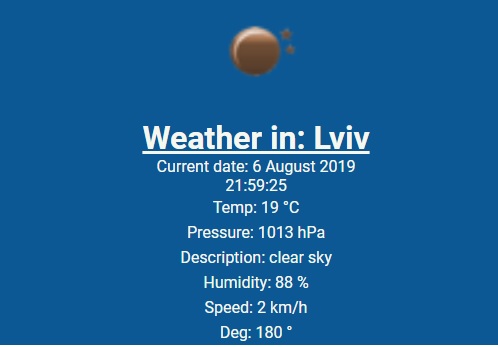 Weather in: Lviv
Current date: 6 August 2019
21:59:25
Temp: 19 °C
Pressure: 1013 hPa
Description: clear sky
Humidity: 88 %
Speed: 2 km/h
Deg: 180 °